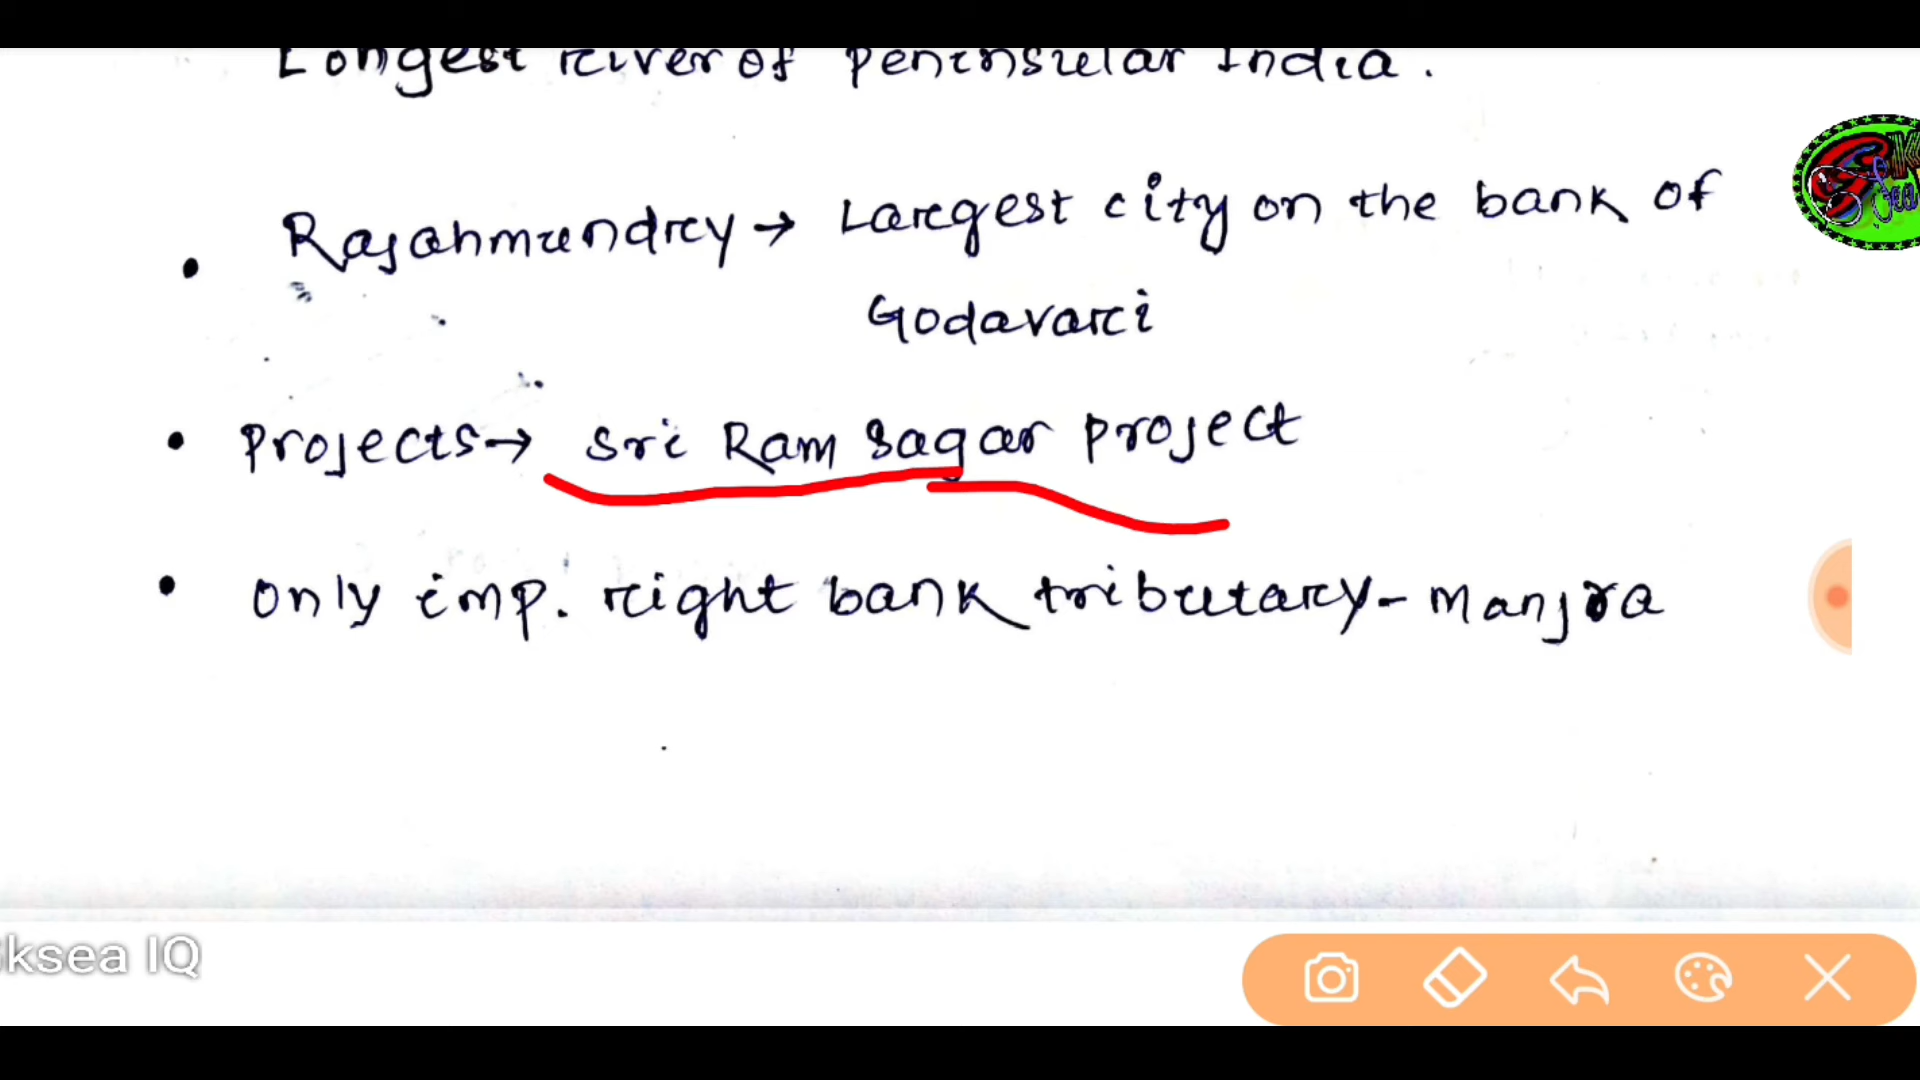 Longest river of Peninsular India.
• Rajahmundry → Largest city on the bank of
Godavari
• Projects → Sri Ram Sagar project
• only imp. right bank tributary - Manjra
ksea IQ